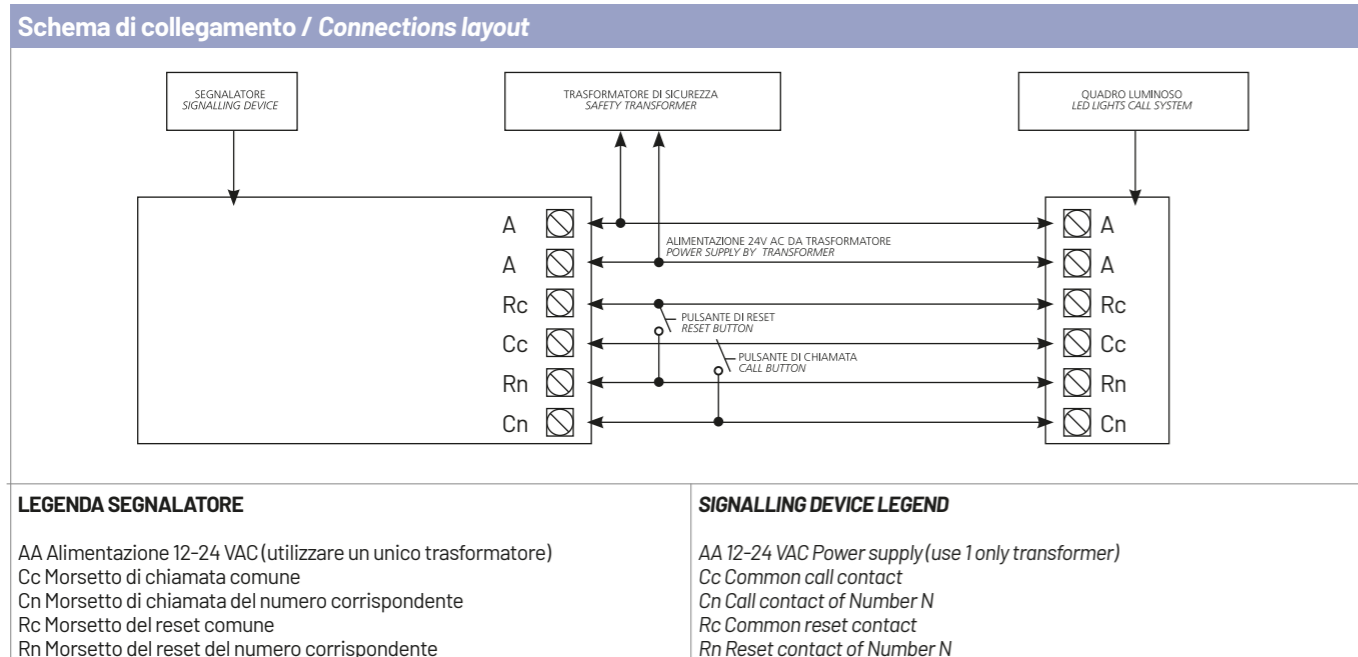 Schema di collegamento / Connections layout
SEGNALATORE
SIGNALLING DEVICE
TRASFORMATORE DI SICUREZZA
SAFETY TRANSFORMER
QUADRO LUMINOSO
LED LIGHTS CALL SYSTEM
A
A
Rc
Cc
Rn
Cn
ALIMENTAZIONE 24V AC DA TRASFORMATORE
POWER SUPPLY BY TRANSFORMER
PULSANTE DI RESET
RESET BUTTON
PULSANTE DI CHIAMATA
CALL BUTTON
A
A
Rc
Cc
Rn
Cn
LEGENDA SEGNALATORE
AA Alimentazione 12-24 VAC (utilizzare un unico trasformatore)
Cc Morsetto di chiamata comune
Cn Morsetto di chiamata del numero corrispondente
Rc Morsetto del reset comune
Rn Morsetto del reset del numero corrispondente
SIGNALLING DEVICE LEGEND
AA 12-24 VAC Power supply (use 1 only transformer)
Cc Common call contact
Cn Call contact of Number N
Rc Common reset contact
Rn Reset contact of Number N